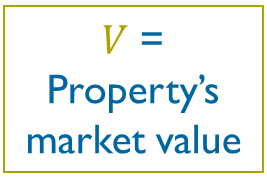 V =
Property's
market value